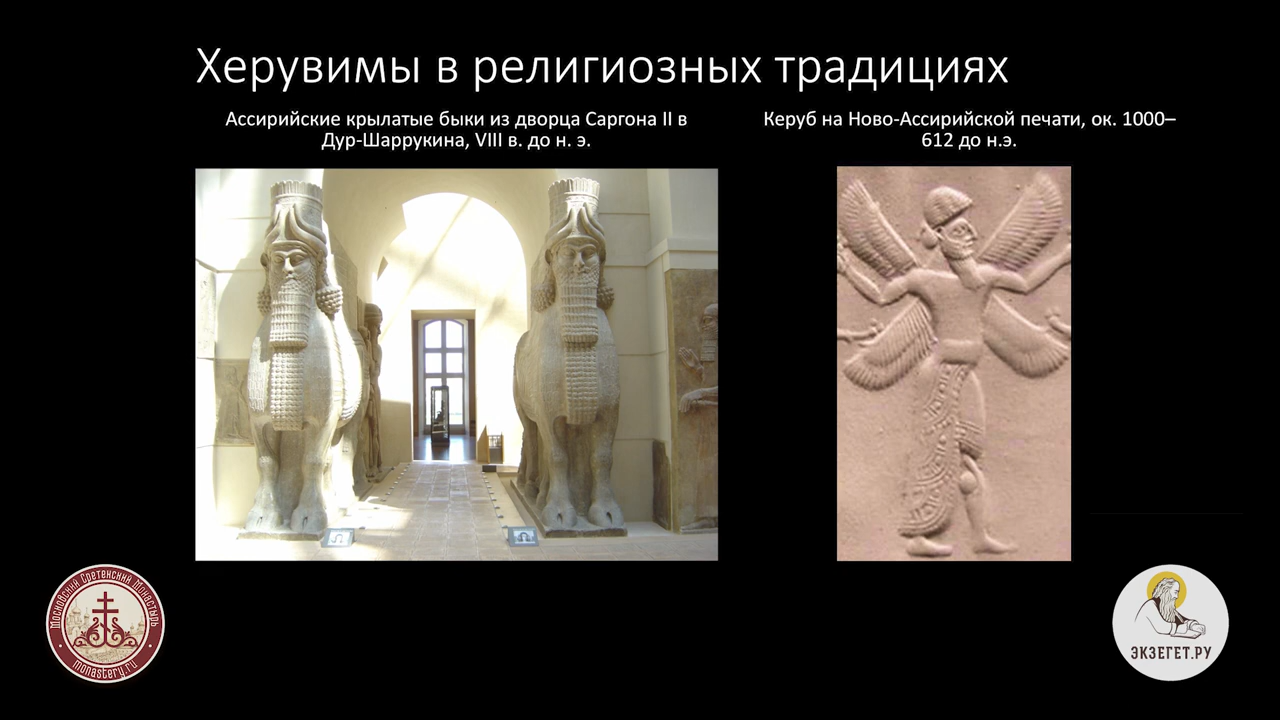 Херувимы в религиозных традициях
Ассирийские крылатые быки из дворца Саргона II в
Дур-Шаррукина, VIII в. до н. э.
Керуб на Ново-Ассирийской печати, ок. 1000–
612 до н.э.
Московский Сретенский Монастырь
monastery.ru
ЭКЗЕГЕТ.РУ